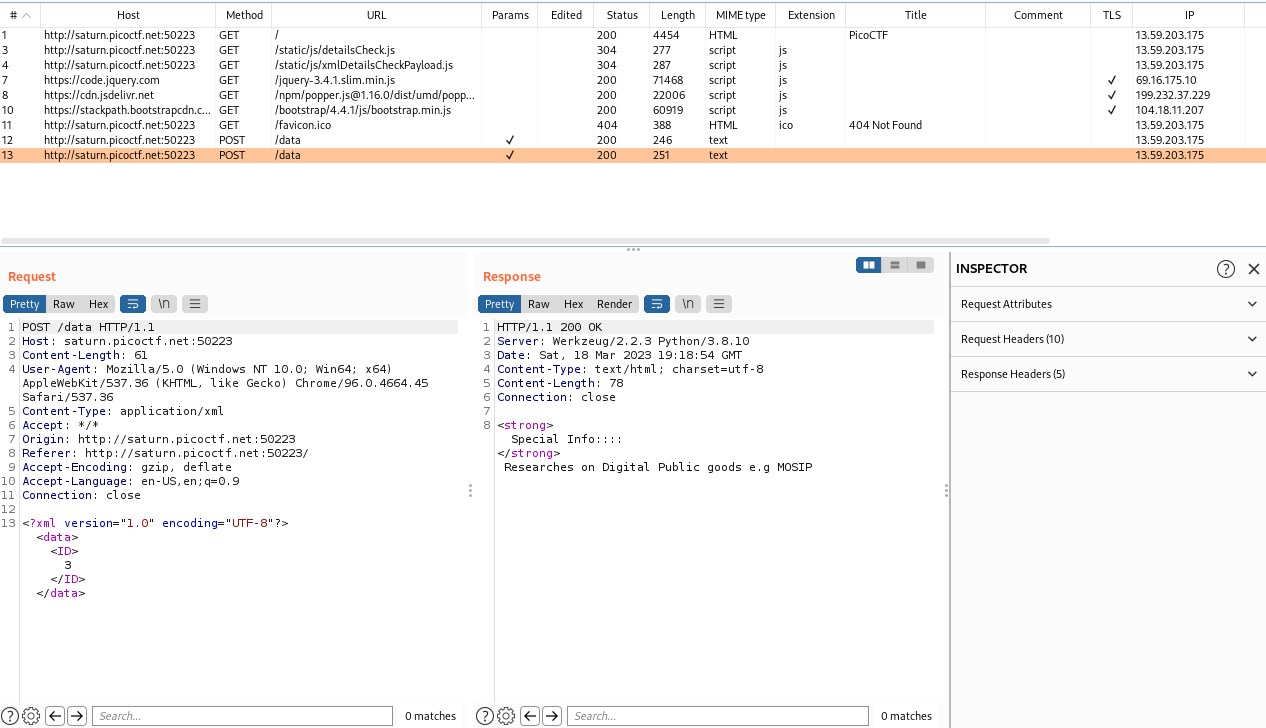 # Host Method URL Params Edited Status Length MIME type Extension Title Comment TLS IP
1 http://saturn.picoctf.net:50223 GET / 200 4454 HTML PicoCTF 13.59.203.175
3 http://saturn.picoctf.net:50223 GET /static/js/detailsCheck.js 304 277 script js 13.59.203.175
4 http://saturn.picoctf.net:50223 GET /static/js/xmlDetailsCheckPayload.js 304 287 script js 13.59.203.175
7 https://code.jquery.com GET /jquery-3.4.1.slim.min.js 200 71468 script js ✓ 69.16.175.10
8 https://cdn.jsdelivr.net GET /npm/popper.js@1.16.0/dist/umd/popp... 200 22006 script js ✓ 199.232.37.229
10 https://stackpath.bootstrapcdn.c... GET /bootstrap/4.4.1/js/bootstrap.min.js 200 60919 script js ✓ 104.18.11.207
11 http://saturn.picoctf.net:50223 GET /favicon.ico 404 388 HTML ico 404 Not Found 13.59.203.175
12 http://saturn.picoctf.net:50223 POST /data ✓ 200 246 text 13.59.203.175
13 http://saturn.picoctf.net:50223 POST /data ✓ 200 251 text 13.59.203.175
Request
Pretty Raw Hex \n
1 POST /data HTTP/1.1
2 Host: saturn.picoctf.net:50223
3 Content-Length: 61
4 User-Agent: Mozilla/5.0 (Windows NT 10.0; Win64; x64)
AppleWebKit/537.36 (KHTML, like Gecko) Chrome/96.0.4664.45
Safari/537.36
5 Content-Type: application/xml
6 Accept: */*
7 Origin: http://saturn.picoctf.net:50223
8 Referer: http://saturn.picoctf.net:50223/
9 Accept-Encoding: gzip, deflate
10 Accept-Language: en-US,en;q=0.9
11 Connection: close
12
13 <?xml version="1.0" encoding="UTF-8"?>
<data>
<ID>
3
</ID>
</data>
Search...
0 matches
Response
Pretty Raw Hex Render \n
1 HTTP/1.1 200 OK
2 Server: Werkzeug/2.2.3 Python/3.8.10
3 Date: Sat, 18 Mar 2023 19:18:54 GMT
4 Content-Type: text/html; charset=utf-8
5 Content-Length: 78
6 Connection: close
7
8 <strong>
Special Info::::
</strong>
Researches on Digital Public goods e.g MOSIP
Search...
0 matches
INSPECTOR
Request Attributes
Request Headers (10)
Response Headers (5)